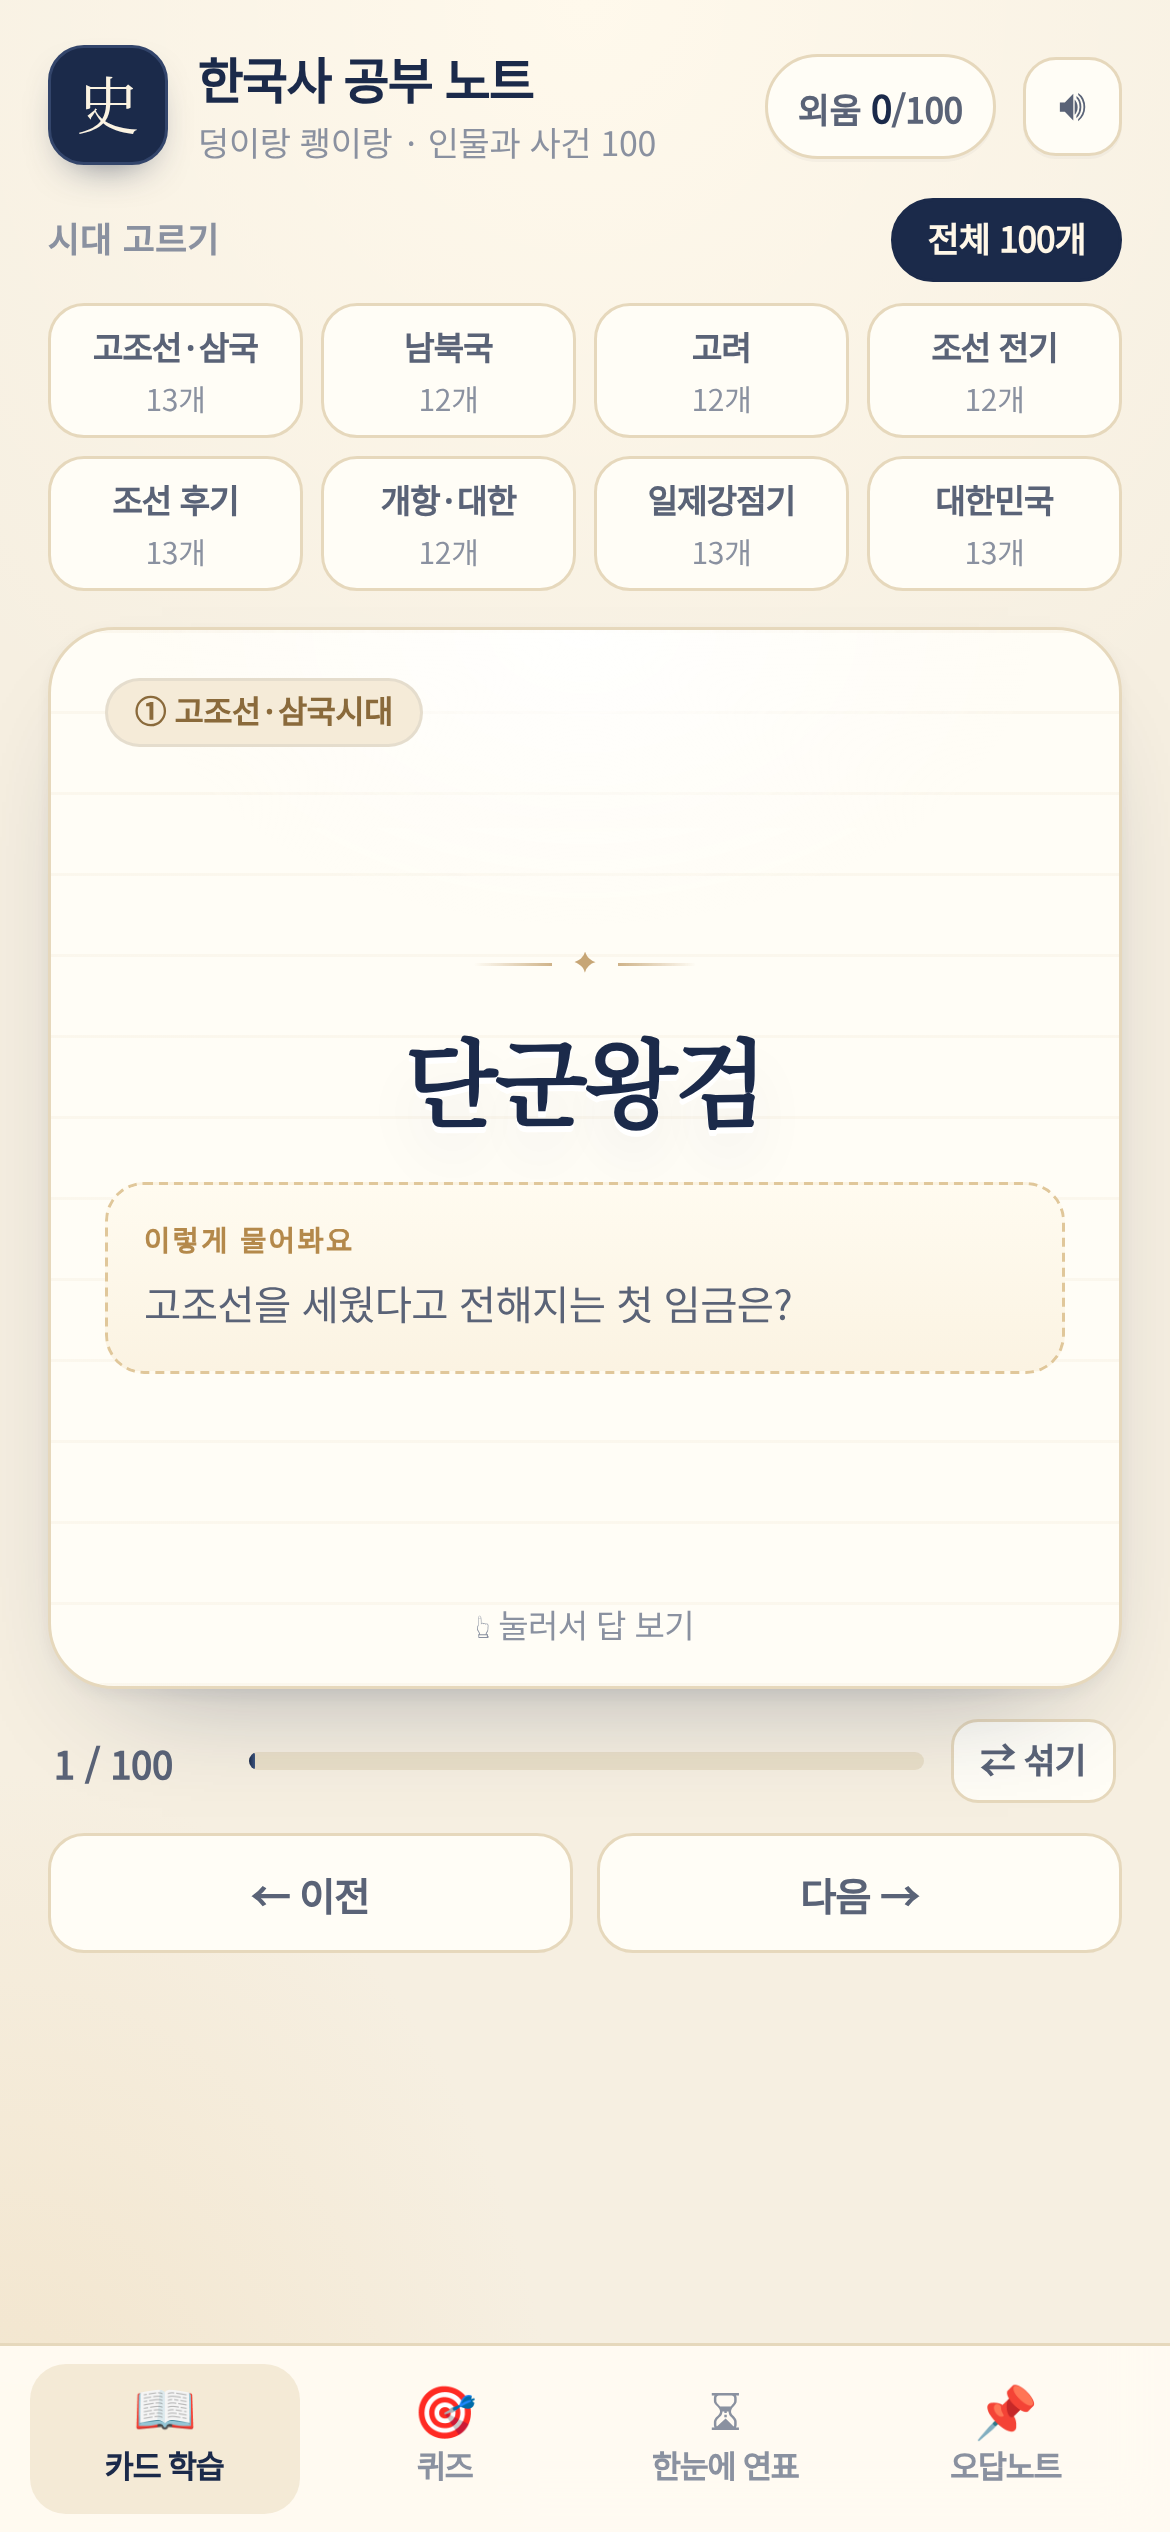 史
한국사 공부 노트
덩이랑 쾡이랑 · 인물과 사건 100
외움 0/100
시대 고르기
전체 100개
고조선·삼국
13개
남북국
12개
고려
12개
조선 전기
12개
조선 후기
13개
개항·대한
12개
일제강점기
13개
대한민국
13개
① 고조선·삼국시대
단군왕검
이렇게 물어봐요
고조선을 세웠다고 전해지는 첫 임금은?
👆 눌러서 답 보기
1 / 100
⇄ 섞기
← 이전
다음 →
카드 학습
퀴즈
한눈에 연표
오답노트